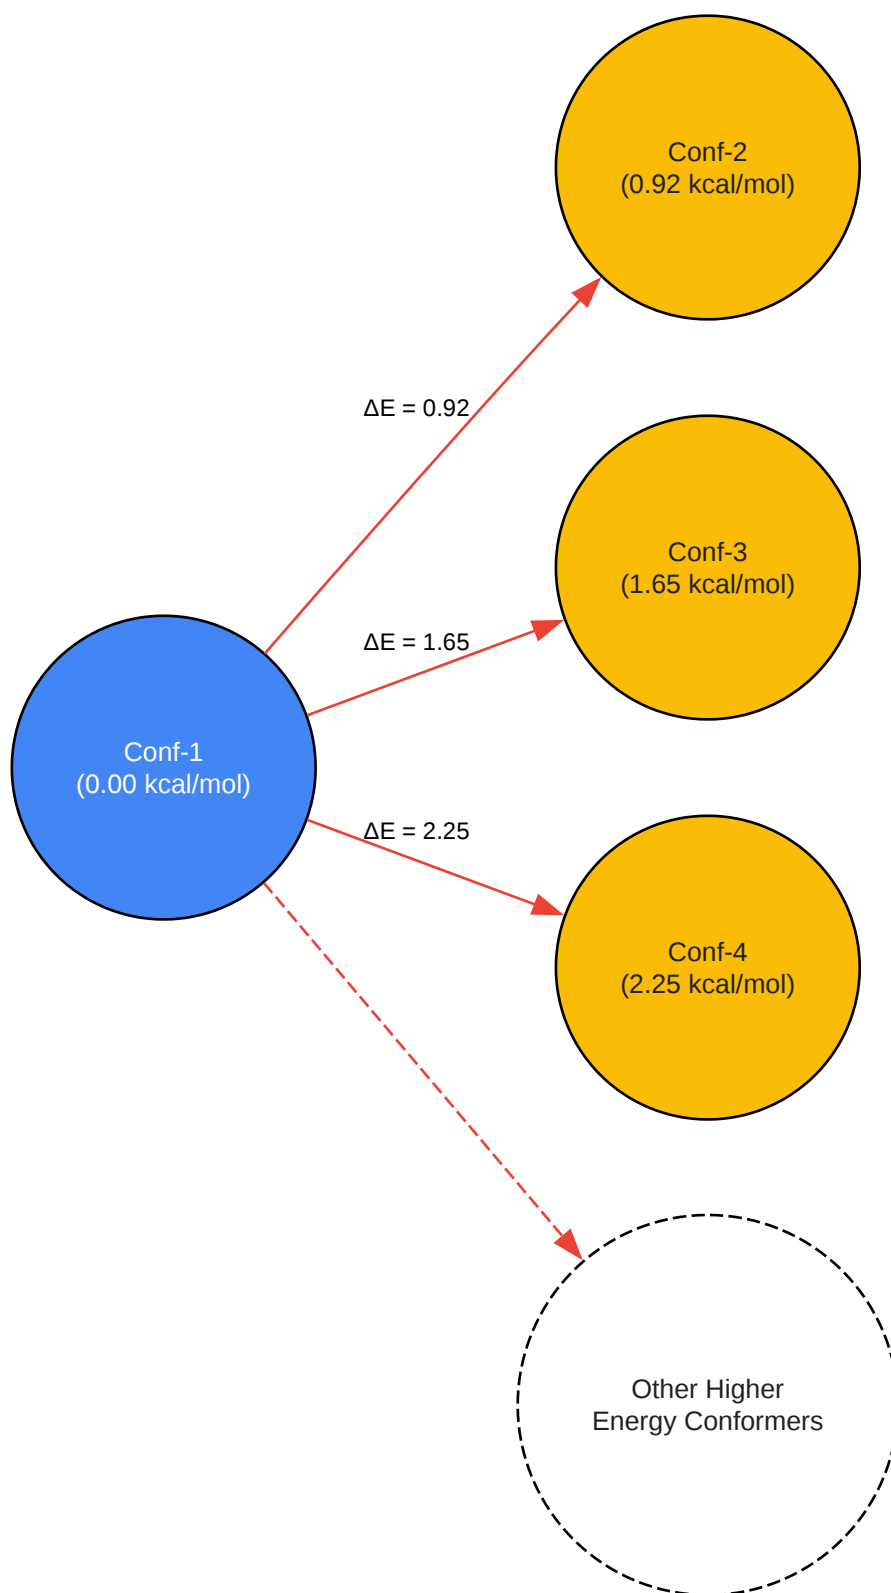 Conf-2
(0.92 kcal/mol)
ΔE = 0.92
Conf-3
(1.65 kcal/mol)
ΔE = 1.65
Conf-1
(0.00 kcal/mol)
ΔE = 2.25
Conf-4
(2.25 kcal/mol)
Other Higher
Energy Conformers